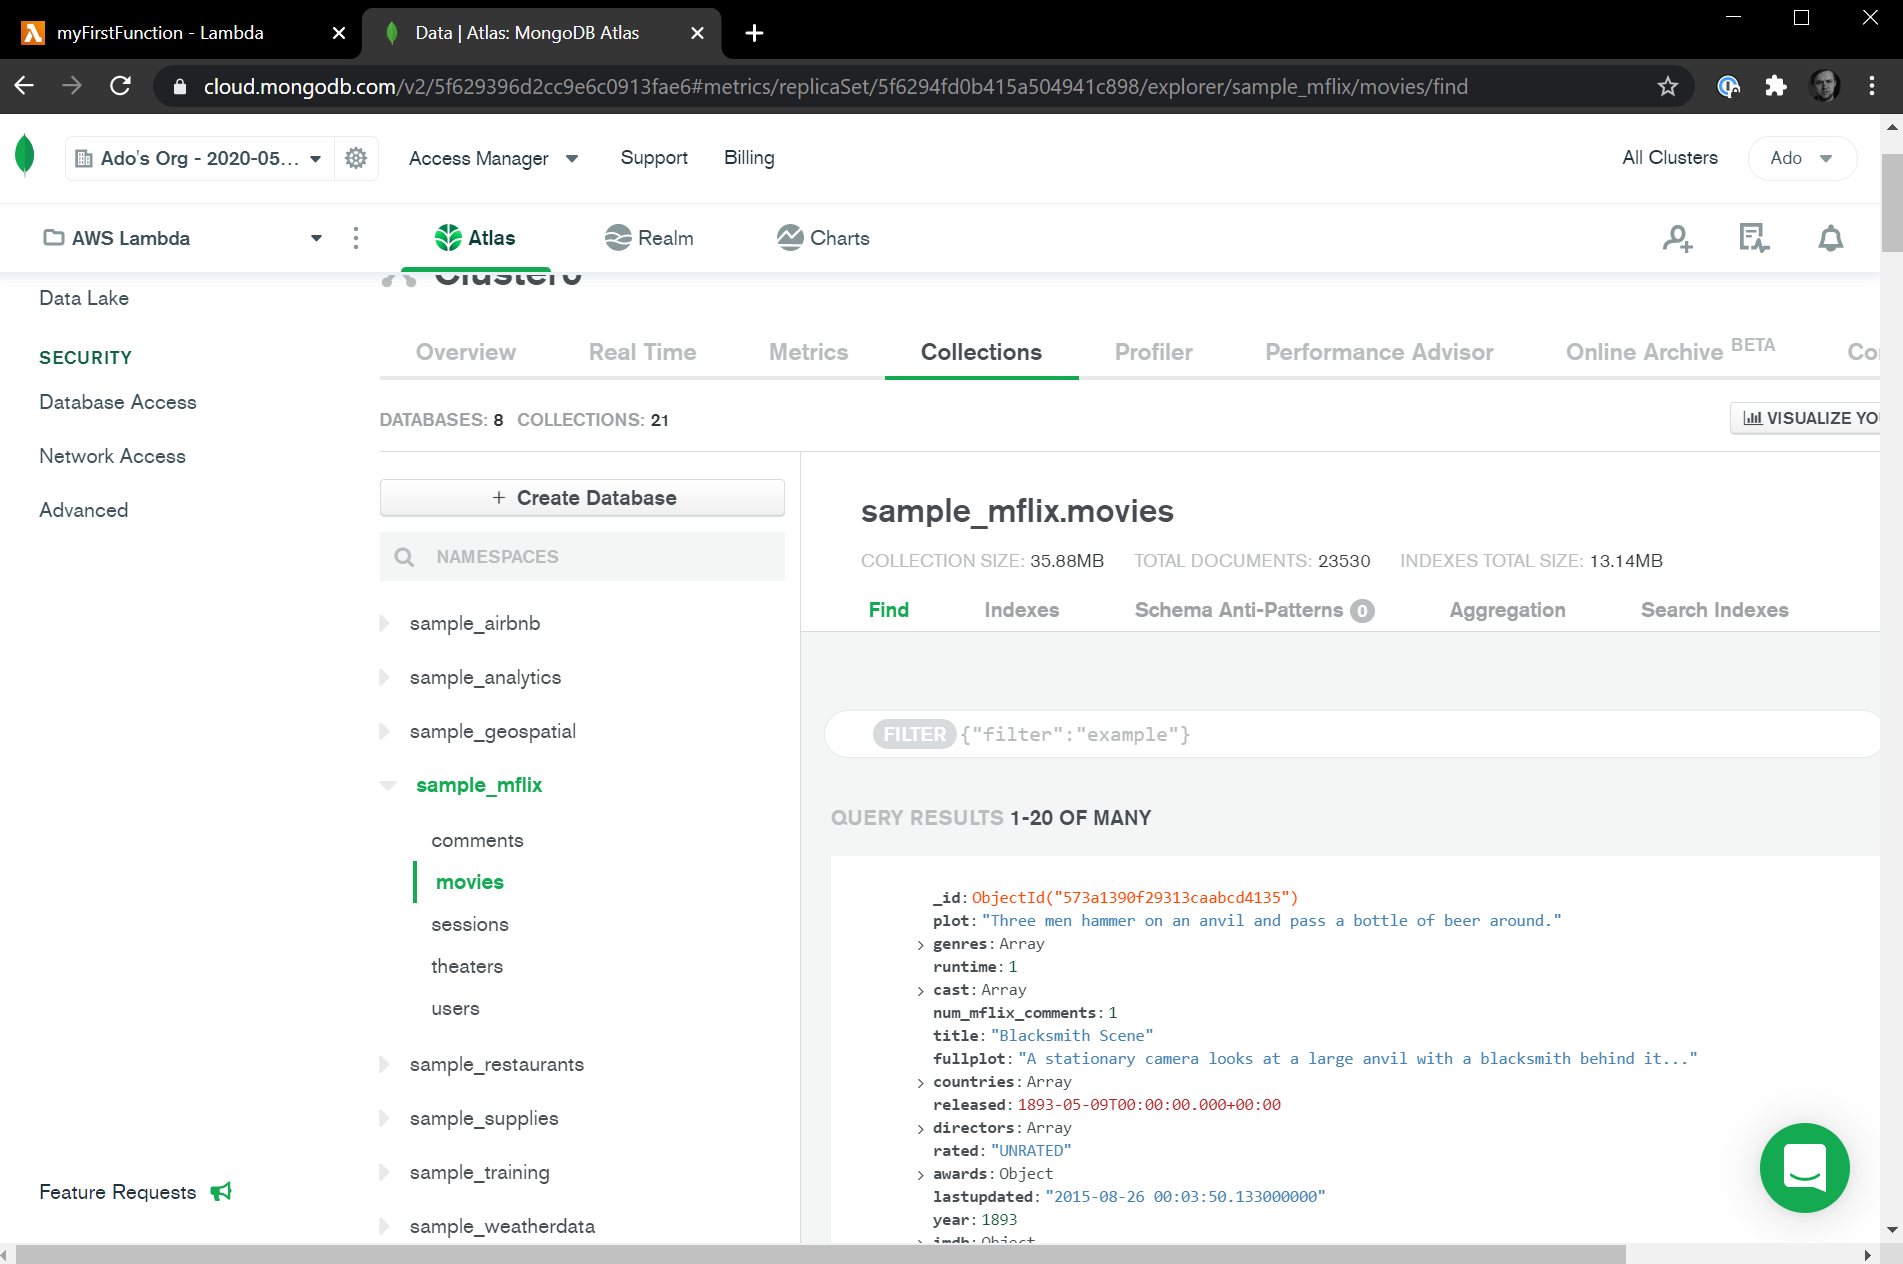 myFirstFunction - Lambda
Data | Atlas: MongoDB Atlas
cloud.mongodb.com/v2/5f629396d2cc9e6c0913fae6#metrics/replicaSet/5f6294fd0b415a504941c898/explorer/sample_mflix/movies/find
Ado's Org - 2020-05... Access Manager Support Billing All Clusters Ado
AWS Lambda Atlas Realm Charts
Cluster0
Data Lake
SECURITY
Database Access
Network Access
Advanced
Feature Requests
Overview Real Time Metrics Collections Profiler Performance Advisor Online Archive BETA Co
DATABASES: 8 COLLECTIONS: 21
VISUALIZE YOU
+ Create Database
NAMESPACES
sample_airbnb
sample_analytics
sample_geospatial
sample_mflix
comments
movies
sessions
theaters
users
sample_restaurants
sample_supplies
sample_training
sample_weatherdata
sample_mflix.movies
COLLECTION SIZE: 35.88MB TOTAL DOCUMENTS: 23530 INDEXES TOTAL SIZE: 13.14MB
Find Indexes Schema Anti-Patterns 0 Aggregation Search Indexes
FILTER {"filter":"example"}
QUERY RESULTS 1-20 OF MANY
_id: ObjectId("573a1390f29313caabcd4135")
plot: "Three men hammer on an anvil and pass a bottle of beer around."
genres: Array
runtime: 1
cast: Array
num_mflix_comments: 1
title: "Blacksmith Scene"
fullplot: "A stationary camera looks at a large anvil with a blacksmith behind it..."
countries: Array
released: 1893-05-09T00:00:00.000+00:00
directors: Array
rated: "UNRATED"
awards: Object
lastupdated: "2015-08-26 00:03:50.133000000"
year: 1893
imdb: Object